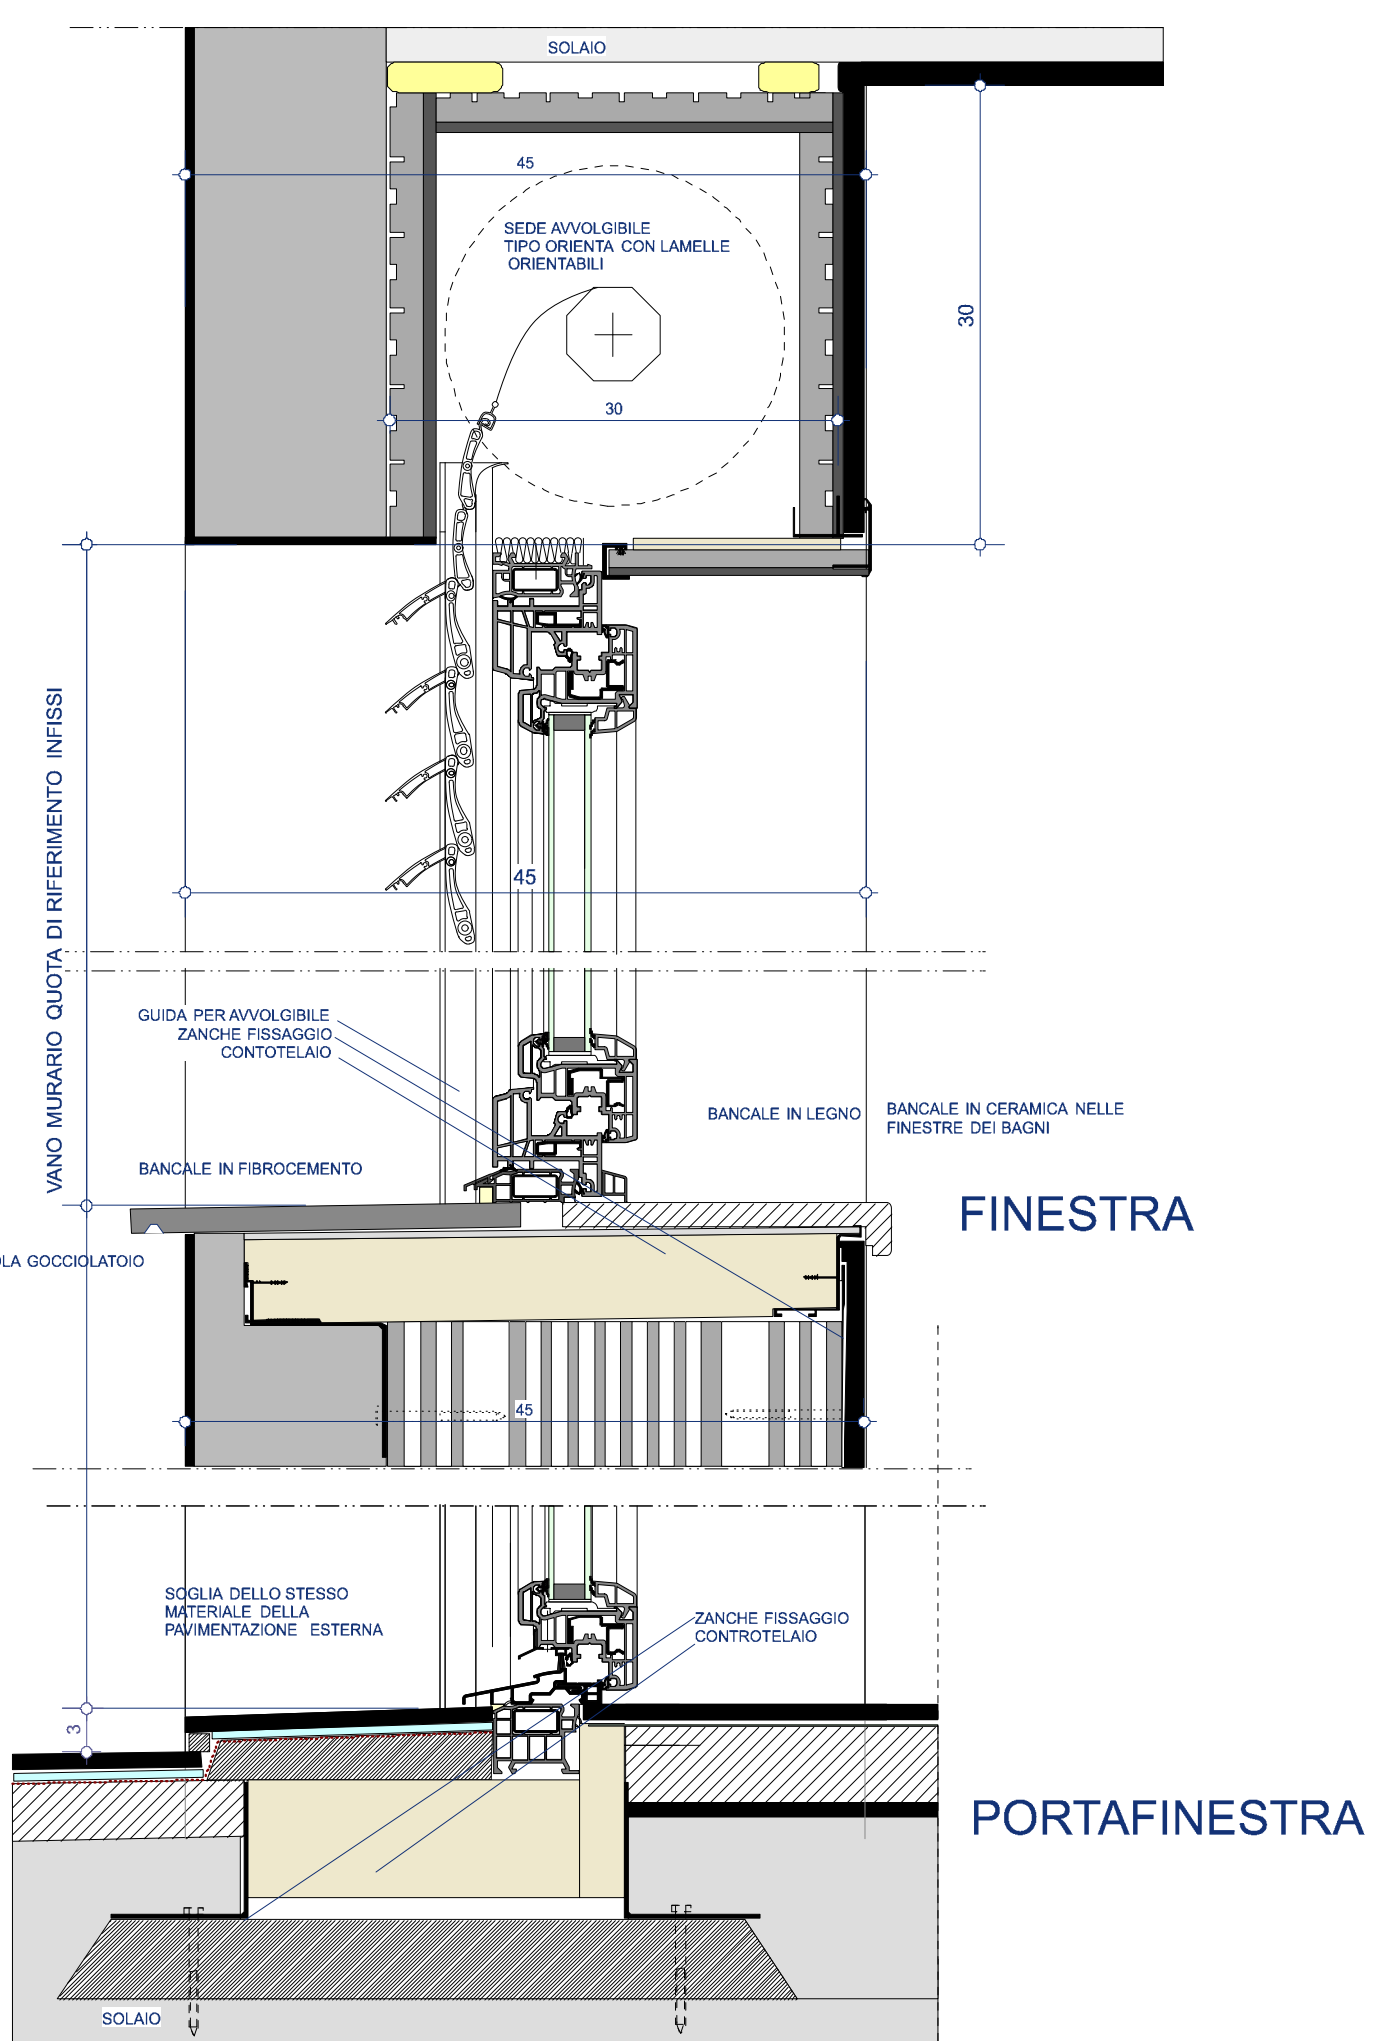 SOLAIO
45
SEDE AVVOLGIBILE
TIPO ORIENTA CON LAMELLE
ORIENTABILI
30
30
VANO MURARIO QUOTA DI RIFERIMENTO INFISSI
45
GUIDA PER AVVOLGIBILE
ZANCHE FISSAGGIO
CONTOTELAIO
BANCALE IN LEGNO
BANCALE IN CERAMICA NELLE
FINESTRE DEI BAGNI
BANCALE IN FIBROCEMENTO
FINESTRA
GOCCIOLATOIO
45
SOGLIA DELLO STESSO
MATERIALE DELLA
PAVIMENTAZIONE ESTERNA
ZANCHE FISSAGGIO
CONTROTELAIO
3
PORTAFINESTRA
SOLAIO